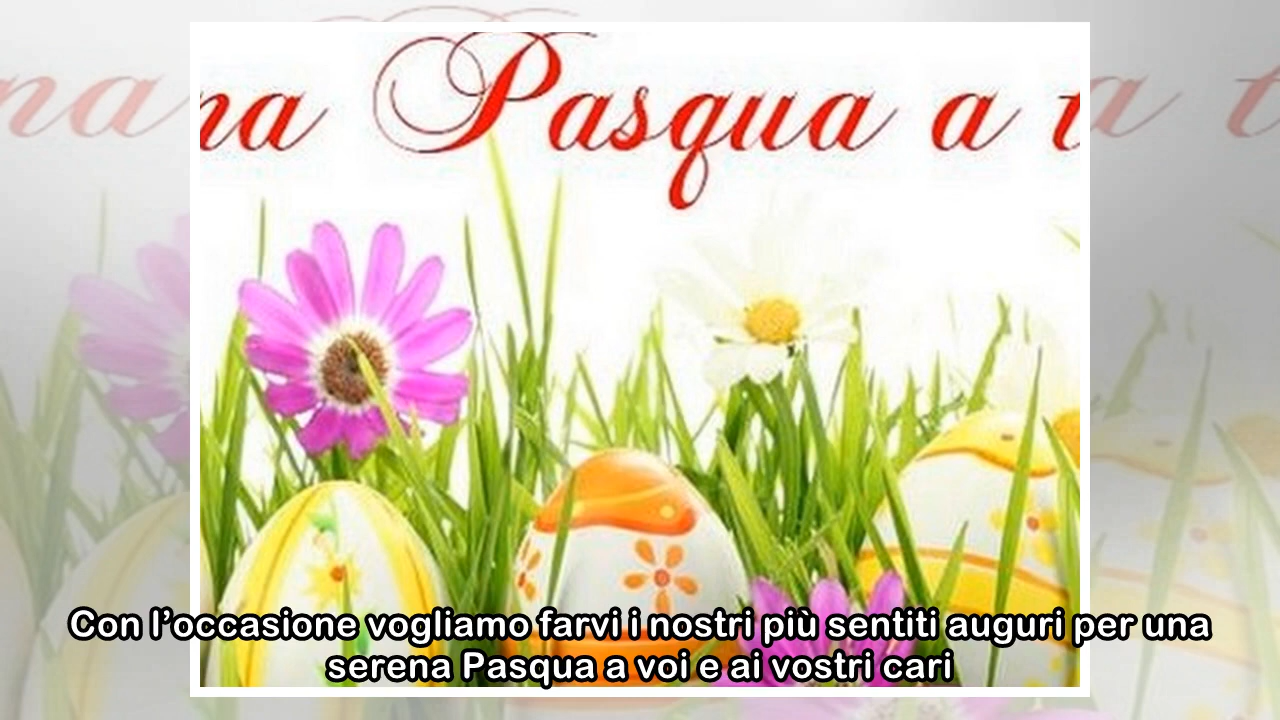 na Pasqua a t
Con l’occasione vogliamo farvi i nostri più sentiti auguri per una
serena Pasqua a voi e ai vostri cari